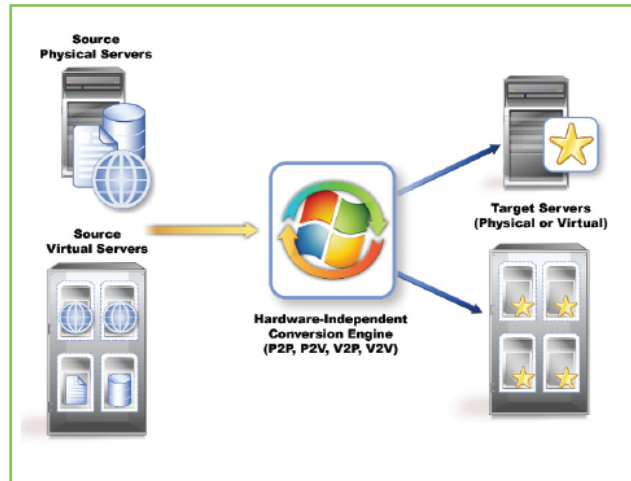 Source
Physical Servers
Source
Virtual Servers
Hardware-Independent
Conversion Engine
(P2P, P2V, V2P, V2V)
Target Servers
(Physical or Virtual)